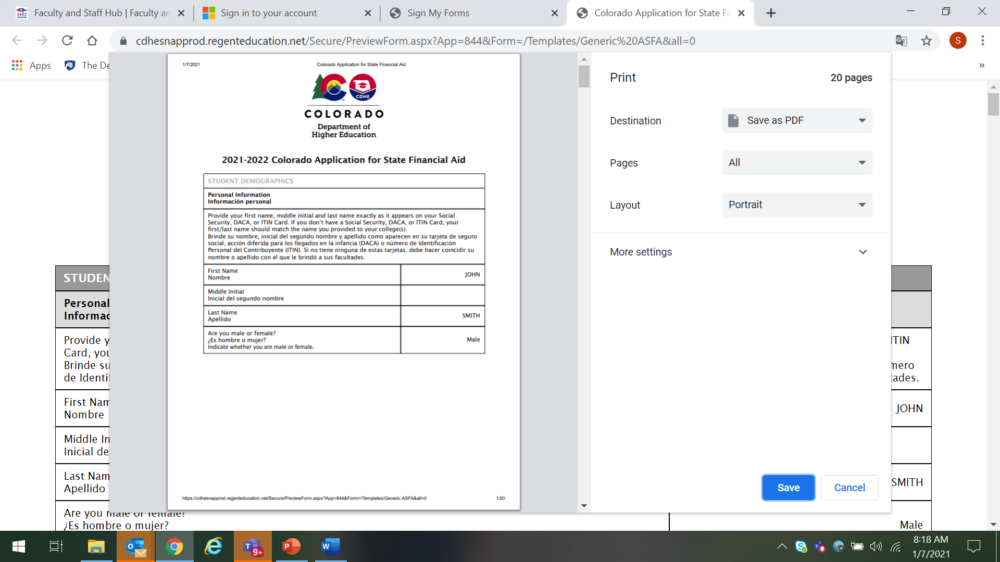 Faculty and Staff Hub | Faculty an
Sign in to your account
Sign My Forms
Colorado Application for State Fi
cdhesnapprod.regenteducation.net/Secure/PreviewForm.aspx?App=844&Form=/Templates/Generic%20ASFA&all=0
S
Apps
The De
»
1/7/2021
Colorado Application for State Financial Aid
CDHE
COLORADO
Department of
Higher Education
2021-2022 Colorado Application for State Financial Aid
STUDENT DEMOGRAPHICS
Personal Information
Información personal
Provide your first name, middle initial and last name exactly as it appears on your Social
Security, DACA, or ITIN Card. If you don't have a Social Security, DACA, or ITIN Card, your
first/last name should match the name you provided to your college(s).
Brinde su nombre, inicial del segundo nombre y apellido como aparecen en su tarjeta de seguro
social, acción diferida para los llegados en la infancia (DACA) o número de Identificación
Personal del Contribuyente (ITIN). Si no tiene ninguna de estas tarjetas, debe hacer coincidir su
nombre o apellido con el que le brindó a sus facultades.
First Name
Nombre
JOHN
Middle Initial
Inicial del segundo nombre
Last Name
Apellido
SMITH
Are you male or female?
¿Es hombre o mujer?
Indicate whether you are male or female.
Male
https://cdhesnapprod.regenteducation.net/Secure/PreviewForm.aspx?App=844&Form=/Templates/Generic ASFA&all=0
1/20
Print
20 pages
Destination
Save as PDF
Pages
All
Layout
Portrait
More settings
Save
Cancel
STUDEN
Personal
Informac
Provide y
Card, you
Brinde su
de Identif
ITIN
mero
tades.
First Nam
Nombre
JOHN
Middle In
Inicial de
Last Nam
Apellido
SMITH
Are you male or female?
¿Es hombre o mujer?
Male
9+
8:18 AM
1/7/2021